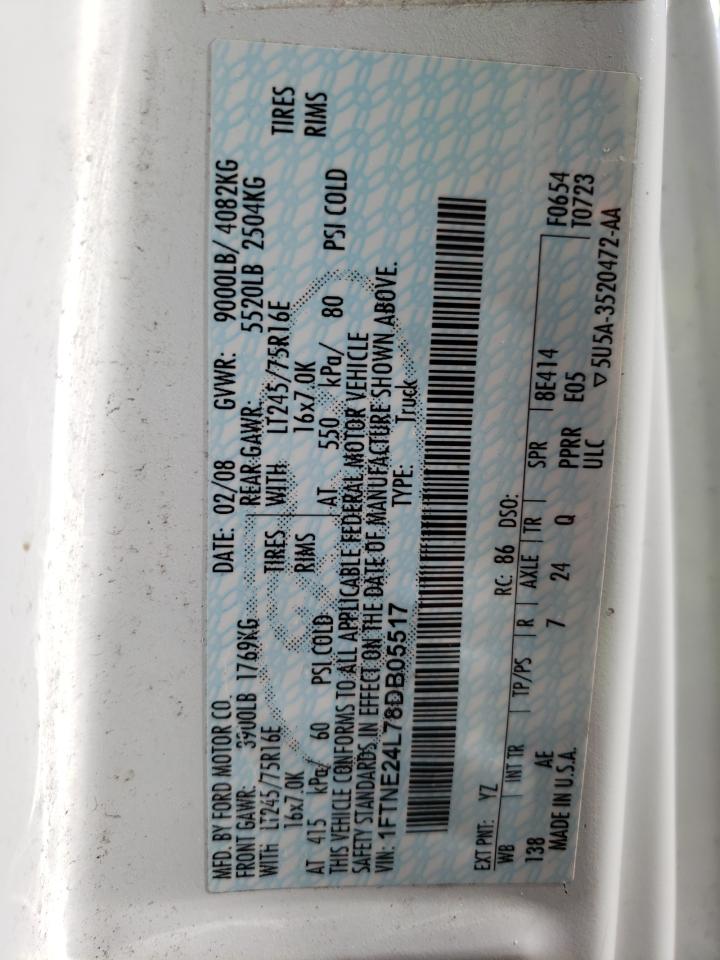 MFD. BY FORD MOTOR CO.
DATE: 02/08 GVWR: 9000LB/ 4082KG
FRONT GAWR: 3900LB 1769KG REAR GAWR: 5520LB 2504KG
WITH LT245/75R16E TIRES WITH LT245/75R16E TIRES
16x7.0K RIMS 16x7.0K RIMS
AT 415 kPa/ 60 PSI COLD AT 550 kPa/ 80 PSI COLD
THIS VEHICLE CONFORMS TO ALL APPLICABLE FEDERAL MOTOR VEHICLE
SAFETY STANDARDS IN EFFECT ON THE DATE OF MANUFACTURE SHOWN ABOVE.
VIN: 1FTNE24L78DB05517 TYPE: Truck
EXT PNT: YZ RC: 86 DSO: F0654
WB INT TR TP/PS R AXLE TR SPR 8E414 T0723
138 AE 7 24 Q PPRR E05
MADE IN U.S.A. ULC ▽5U5A-3520472-AA